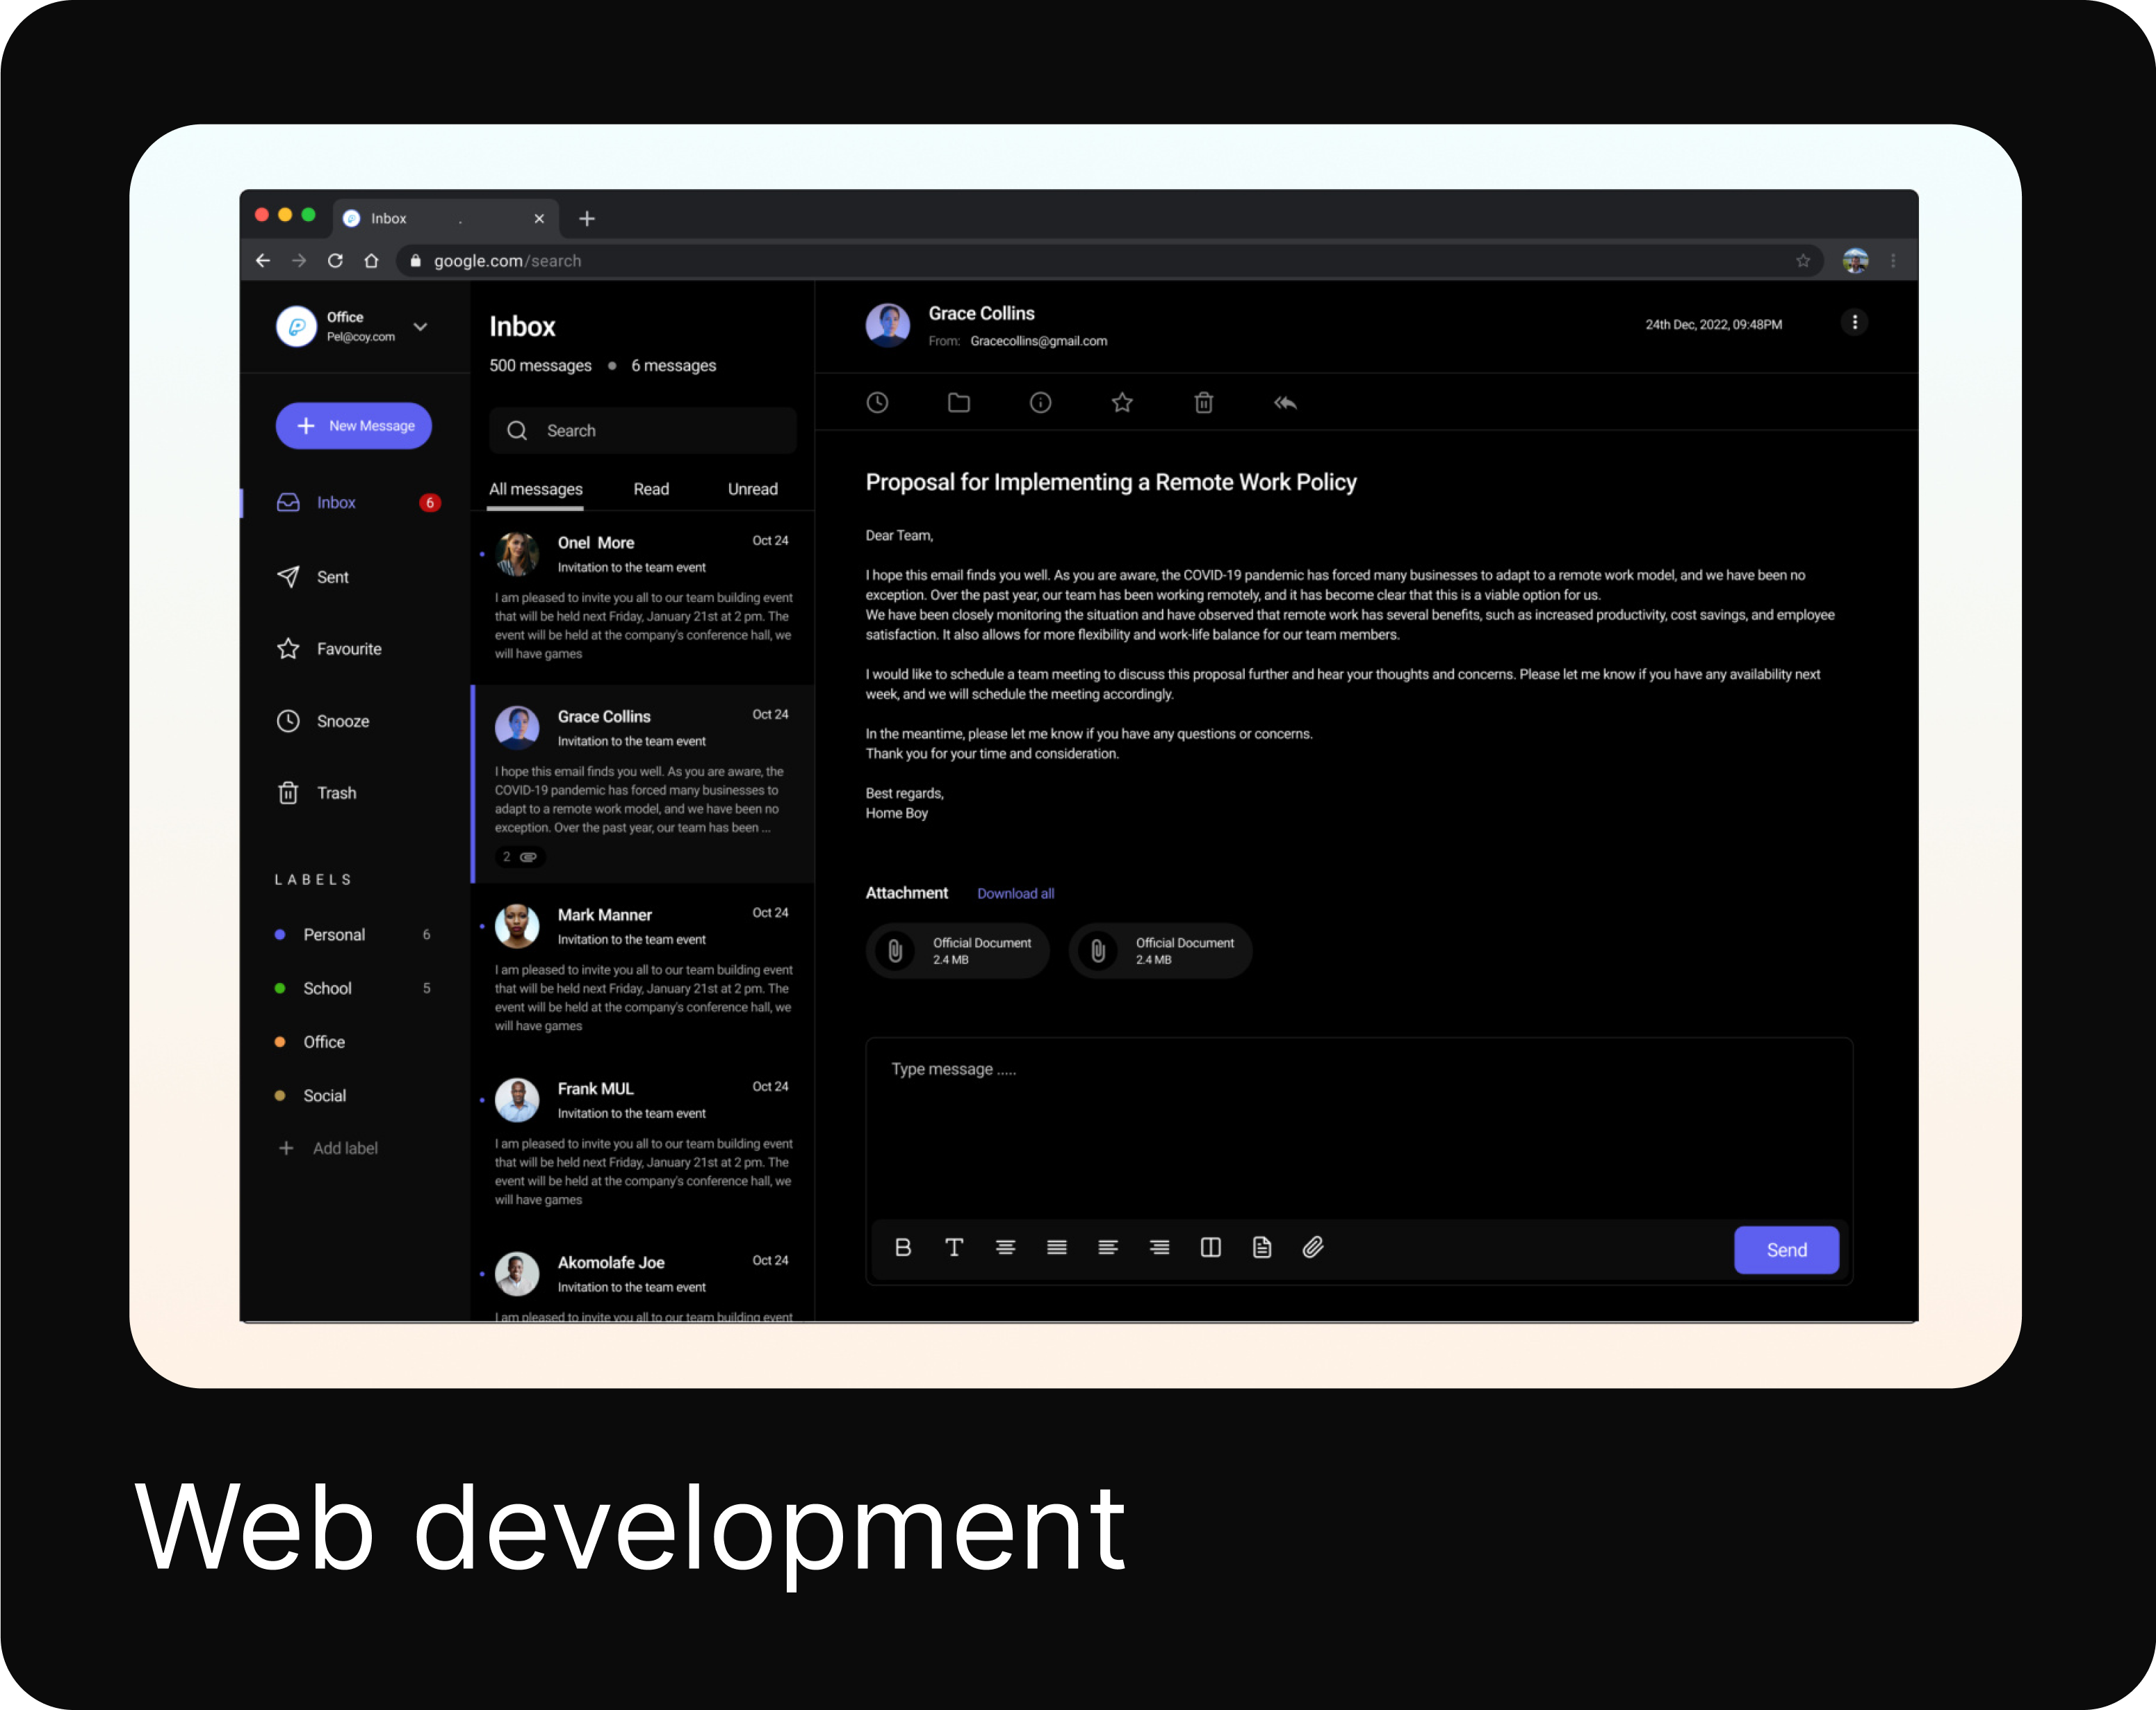 Inbox .
google.com/search
Office
Pel@coy.com
New Message
Inbox 6
Sent
Favourite
Snooze
Trash
LABELS
Personal 6
School 5
Office
Social
Add label
Inbox
500 messages 6 messages
Search
All messages Read Unread
Onel More Oct 24
Invitation to the team event
I am pleased to invite you all to our team building event
that will be held next Friday, January 21st at 2 pm. The
event will be held at the company's conference hall, we
will have games
Grace Collins Oct 24
Invitation to the team event
I hope this email finds you well. As you are aware, the
COVID-19 pandemic has forced many businesses to
adapt to a remote work model, and we have been no
exception. Over the past year, our team has been ...
2
Mark Manner Oct 24
Invitation to the team event
I am pleased to invite you all to our team building event
that will be held next Friday, January 21st at 2 pm. The
event will be held at the company's conference hall, we
will have games
Frank MUL Oct 24
Invitation to the team event
I am pleased to invite you all to our team building event
that will be held next Friday, January 21st at 2 pm. The
event will be held at the company's conference hall, we
will have games
Akomolafe Joe Oct 24
Invitation to the team event
I am pleased to invite you all to our team building event
Grace Collins
From: Gracecollins@gmail.com
24th Dec, 2022, 09:48PM
Proposal for Implementing a Remote Work Policy
Dear Team,
I hope this email finds you well. As you are aware, the COVID-19 pandemic has forced many businesses to adapt to a remote work model, and we have been no
exception. Over the past year, our team has been working remotely, and it has become clear that this is a viable option for us.
We have been closely monitoring the situation and have observed that remote work has several benefits, such as increased productivity, cost savings, and employee
satisfaction. It also allows for more flexibility and work-life balance for our team members.
I would like to schedule a team meeting to discuss this proposal further and hear your thoughts and concerns. Please let me know if you have any availability next
week, and we will schedule the meeting accordingly.
In the meantime, please let me know if you have any questions or concerns.
Thank you for your time and consideration.
Best regards,
Home Boy
Attachment Download all
Official Document
2.4 MB
Official Document
2.4 MB
Type message .....
B T
Send
Web development